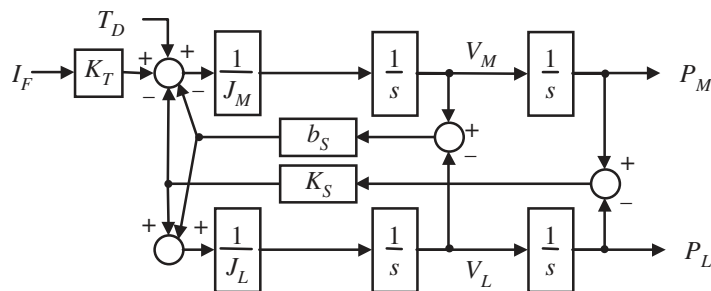 T_D
I_F
K_T
+
+
+
−
−
1
J_M
1
s
V_M
1
s
P_M
b_S
+
−
K_S
+
−
+
+
+
1
J_L
1
s
V_L
1
s
P_L